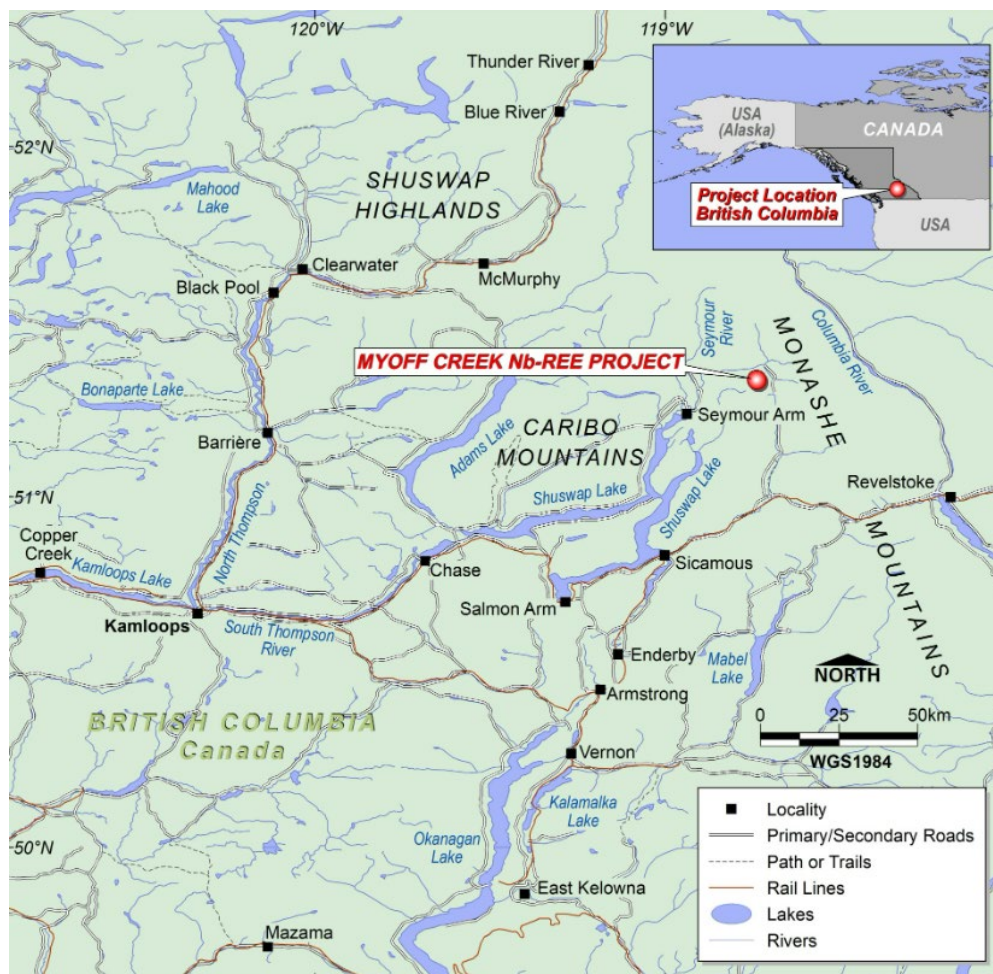 120°W
119°W
Thunder River
Blue River
52°N
USA
(Alaska)
CANADA
Project Location
British Columbia
USA
Mahood
Lake
SHUSWAP
HIGHLANDS
Clearwater
McMurphy
Black Pool
Seymour
River
MONASHE
Columbia River
MYOFF CREEK Nb-REE PROJECT
Bonaparte Lake
Seymour Arm
Barrière
Adams Lake
CARIBO
MOUNTAINS
Shuswap Lake
Shuswap Lake
Revelstoke
51°N
Copper
Creek
Kamloops Lake
North Thompson
Chase
Sicamous
MOUNTAINS
Kamloops
Salmon Arm
South Thompson
River
Enderby
Mabel
Lake
NORTH
Armstrong
BRITISH COLUMBIA
Canada
0 25 50km
WGS1984
Vernon
Kalamalka
Lake
Okanagan
Lake
50°N
East Kelowna
Mazama
Locality
Primary/Secondary Roads
Path or Trails
Rail Lines
Lakes
Rivers